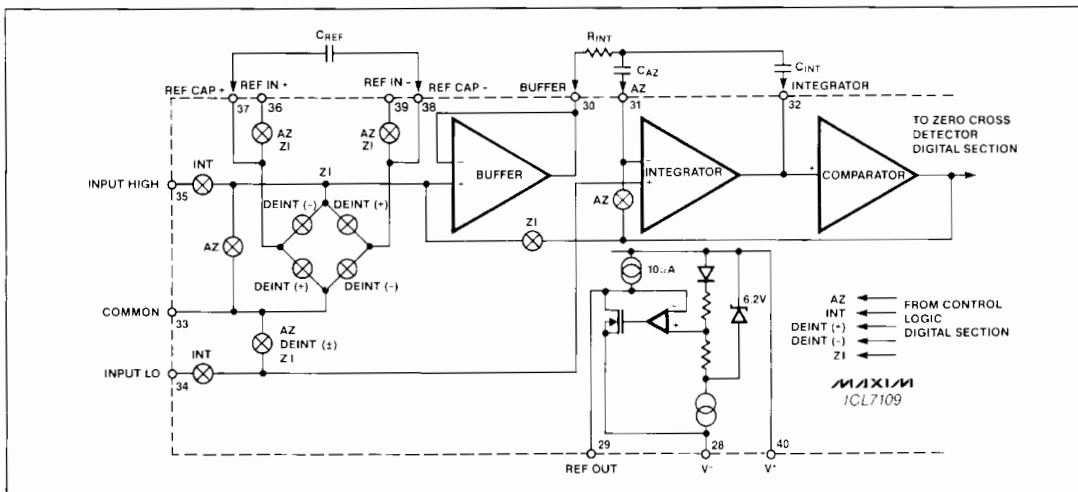 CREF
RINT
CAZ
CINT
REF CAP +
REF IN +
REF IN -
REF CAP -
BUFFER
AZ
INTEGRATOR
37
36
39
38
30
31
32
AZ
ZI
AZ
ZI
TO ZERO CROSS
DETECTOR
DIGITAL SECTION
INT
INPUT HIGH
35
ZI
BUFFER
INTEGRATOR
COMPARATOR
- 
+
-
+
+
DEINT (-)
DEINT (+)
AZ
ZI
AZ
DEINT (+)
DEINT (-)
10µA
6.2V
-
+
COMMON
33
AZ
DEINT (±)
ZI
INT
INPUT LO
34
AZ
INT
DEINT (+)
DEINT (-)
ZI
FROM CONTROL
LOGIC
DIGITAL SECTION
MAXIM
ICL7109
29
28
40
REF OUT
V-
V+